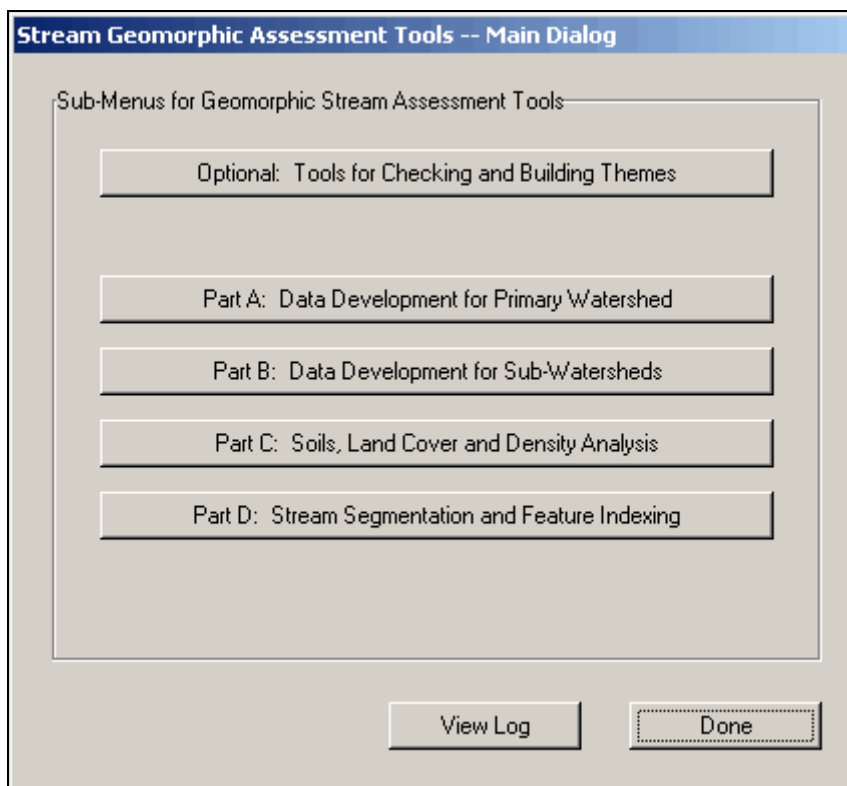 Stream Geomorphic Assessment Tools -- Main Dialog
Sub-Menus for Geomorphic Stream Assessment Tools
Optional:  Tools for Checking and Building Themes
Part A:  Data Development for Primary Watershed
Part B:  Data Development for Sub-Watersheds
Part C:  Soils, Land Cover and Density Analysis
Part D:  Stream Segmentation and Feature Indexing
View Log
Done